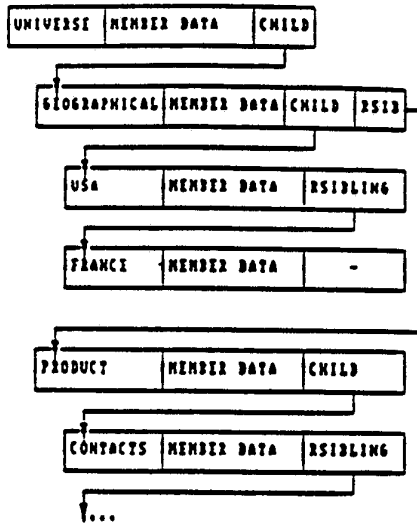 UNIVERSE MEMBER DATA CHILD
GEOGRAPHICAL MEMBER DATA CHILD RSIB
USA MEMBER DATA RSIBLING
FRANCE MEMBER DATA -
PRODUCT MEMBER DATA CHILD
CONTACTS MEMBER DATA RSIBLING
...